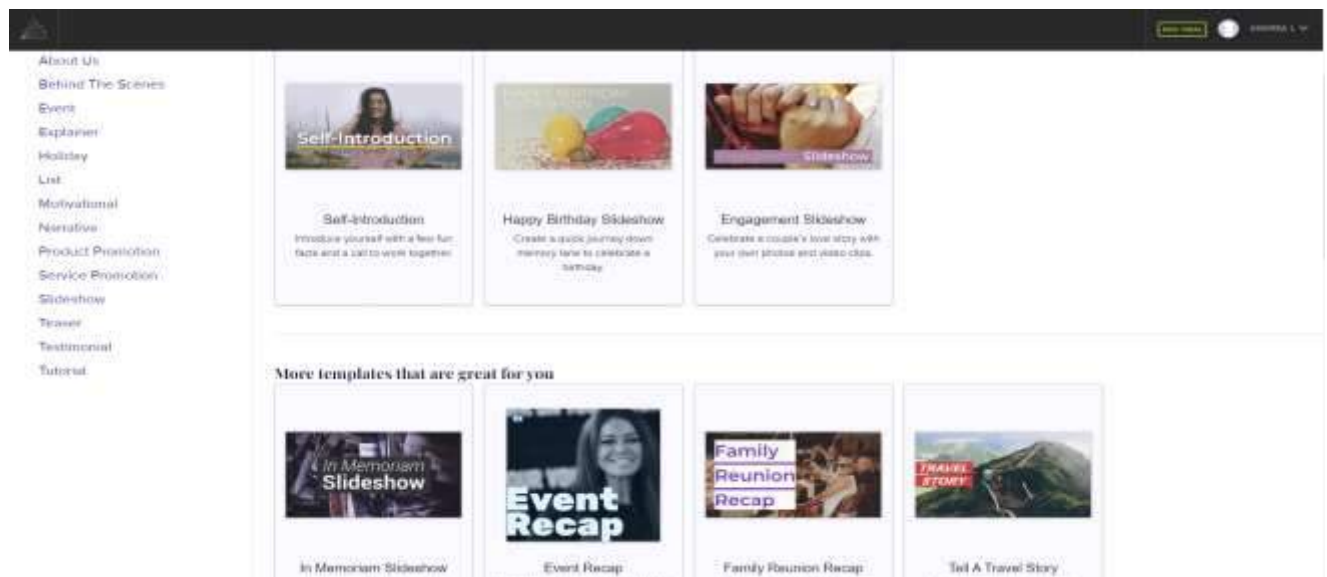 About Us
Behind The Scenes
Event
Explainer
Holiday
List
Motivational
Narrative
Product Promotion
Service Promotion
Slideshow
Teaser
Testimonial
Tutorial
Self-Introduction
Slideshow
Self-Introduction
Introduce yourself with a few fun
facts and a call to work together.
Happy Birthday Slideshow
Create a quick journey down
memory lane to celebrate a
birthday.
Engagement Slideshow
Celebrate a couple's love story with
your own photos and video clips.
More templates that are great for you
In Memoriam
Slideshow
Event
Recap
Family
Reunion
Recap
TRAVEL
STORY
In Memoriam Slideshow
Event Recap
Family Reunion Recap
Tell A Travel Story